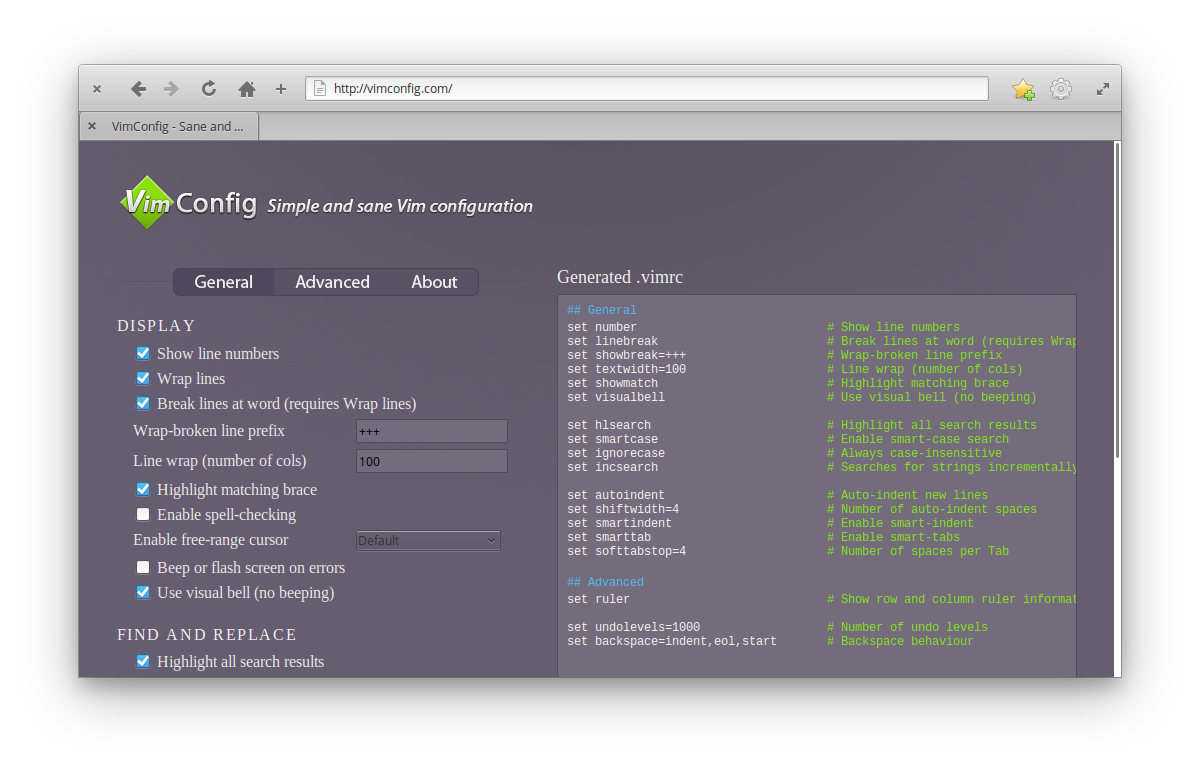 http://vimconfig.com/
VimConfig - Sane and ...
Vim Config Simple and sane Vim configuration
General Advanced About
DISPLAY
Show line numbers
Wrap lines
Break lines at word (requires Wrap lines)
Wrap-broken line prefix +++
Line wrap (number of cols) 100
Highlight matching brace
Enable spell-checking
Enable free-range cursor Default
Beep or flash screen on errors
Use visual bell (no beeping)
FIND AND REPLACE
Highlight all search results
Generated .vimrc
## General
set number # Show line numbers
set linebreak # Break lines at word (requires Wrap
set showbreak=+++ # Wrap-broken line prefix
set textwidth=100 # Line wrap (number of cols)
set showmatch # Highlight matching brace
set visualbell # Use visual bell (no beeping)
set hlsearch # Highlight all search results
set smartcase # Enable smart-case search
set ignorecase # Always case-insensitive
set incsearch # Searches for strings incrementally
set autoindent # Auto-indent new lines
set shiftwidth=4 # Number of auto-indent spaces
set smartindent # Enable smart-indent
set smarttab # Enable smart-tabs
set softtabstop=4 # Number of spaces per Tab
## Advanced
set ruler # Show row and column ruler informat
set undolevels=1000 # Number of undo levels
set backspace=indent,eol,start # Backspace behaviour